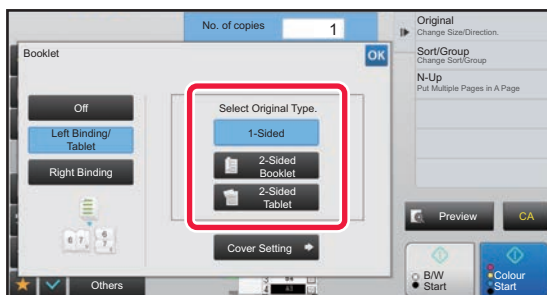 No. of copies
1
Booklet
OK
Off
Left Binding/
Tablet
Right Binding
Select Original Type.
1-Sided
2-Sided
Booklet
2-Sided
Tablet
Cover Setting
Others
Original
Change Size/Direction.
Sort/Group
Change Sort/Group
N-Up
Put Multiple Pages in A Page
Preview
CA
B/W
Start
Colour
Start